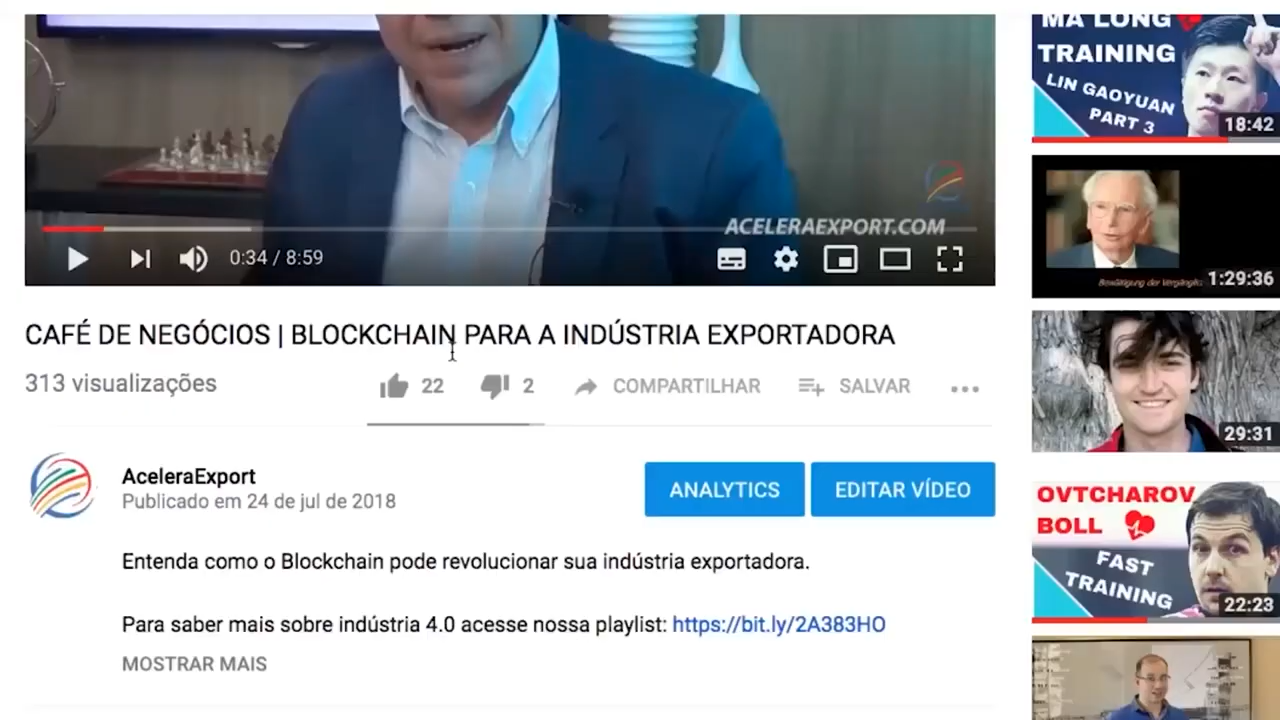 ACELERAEXPORT.COM
0:34 / 8:59
CAFÉ DE NEGÓCIOS | BLOCKCHAIN PARA A INDÚSTRIA EXPORTADORA
313 visualizações
22
2
COMPARTILHAR
SALVAR
AceleraExport
Publicado em 24 de jul de 2018
ANALYTICS
EDITAR VÍDEO
Entenda como o Blockchain pode revolucionar sua indústria exportadora.
Para saber mais sobre indústria 4.0 acesse nossa playlist: https://bit.ly/2A383HO
MOSTRAR MAIS
MA LONG
TRAINING
LIN GAOYUAN
PART 3
18:42
Bewältigung der
1:29:36
29:31
OVTCHAROV
BOLL
FAST
TRAINING
22:23